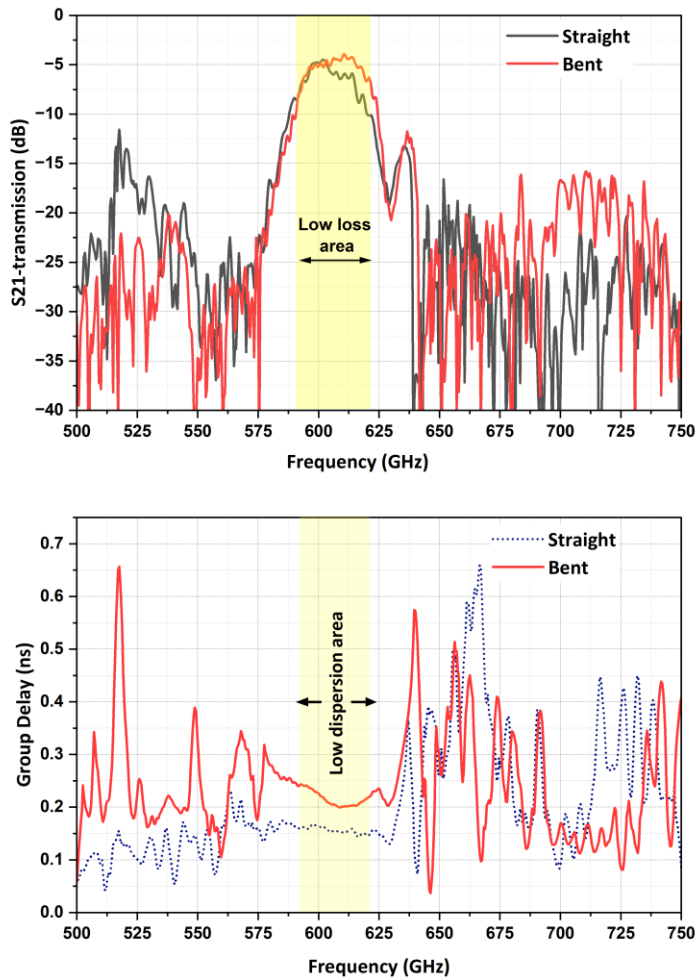 0
−5
−10
−15
−20
−25
−30
−35
−40
S21-transmission (dB)
Straight
Bent
Low loss
area
500 525 550 575 600 625 650 675 700 725 750
Frequency (GHz)
0.7
0.6
0.5
0.4
0.3
0.2
0.1
0.0
Group Delay (ns)
Straight
Bent
Low dispersion area
500 525 550 575 600 625 650 675 700 725 750
Frequency (GHz)